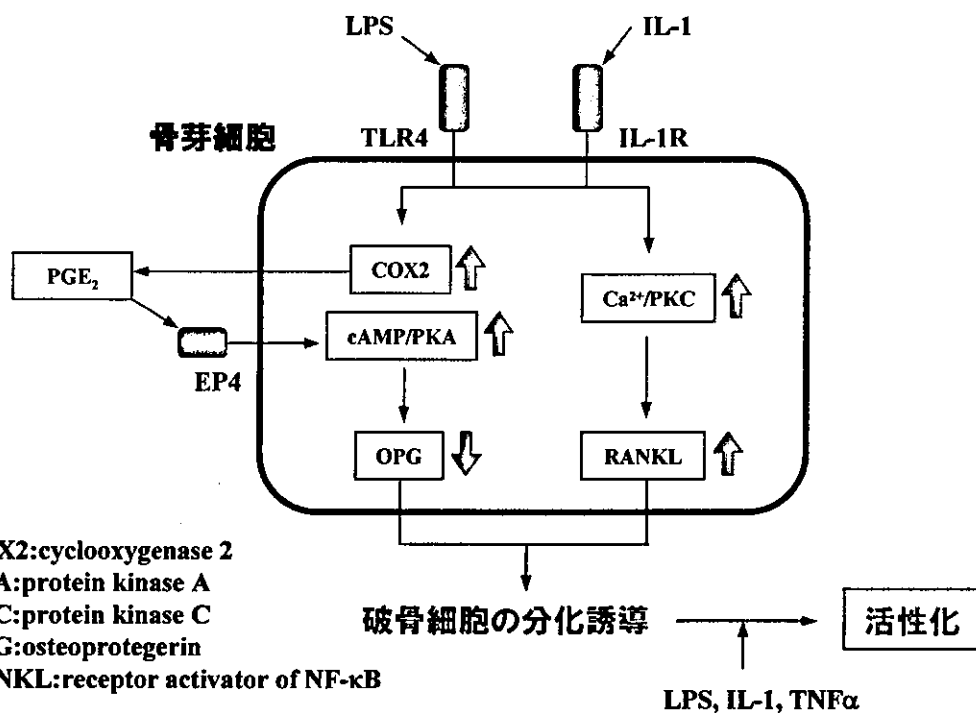 LPS
IL-1
骨芽細胞
TLR4
IL-1R
COX2
PGE₂
Ca²⁺/PKC
cAMP/PKA
EP4
OPG
RANKL
X2:cyclooxygenase 2
A:protein kinase A
C:protein kinase C
G:osteoprotegerin
NKL:receptor activator of NF-κB
破骨細胞の分化誘導
活性化
LPS, IL-1, TNFα